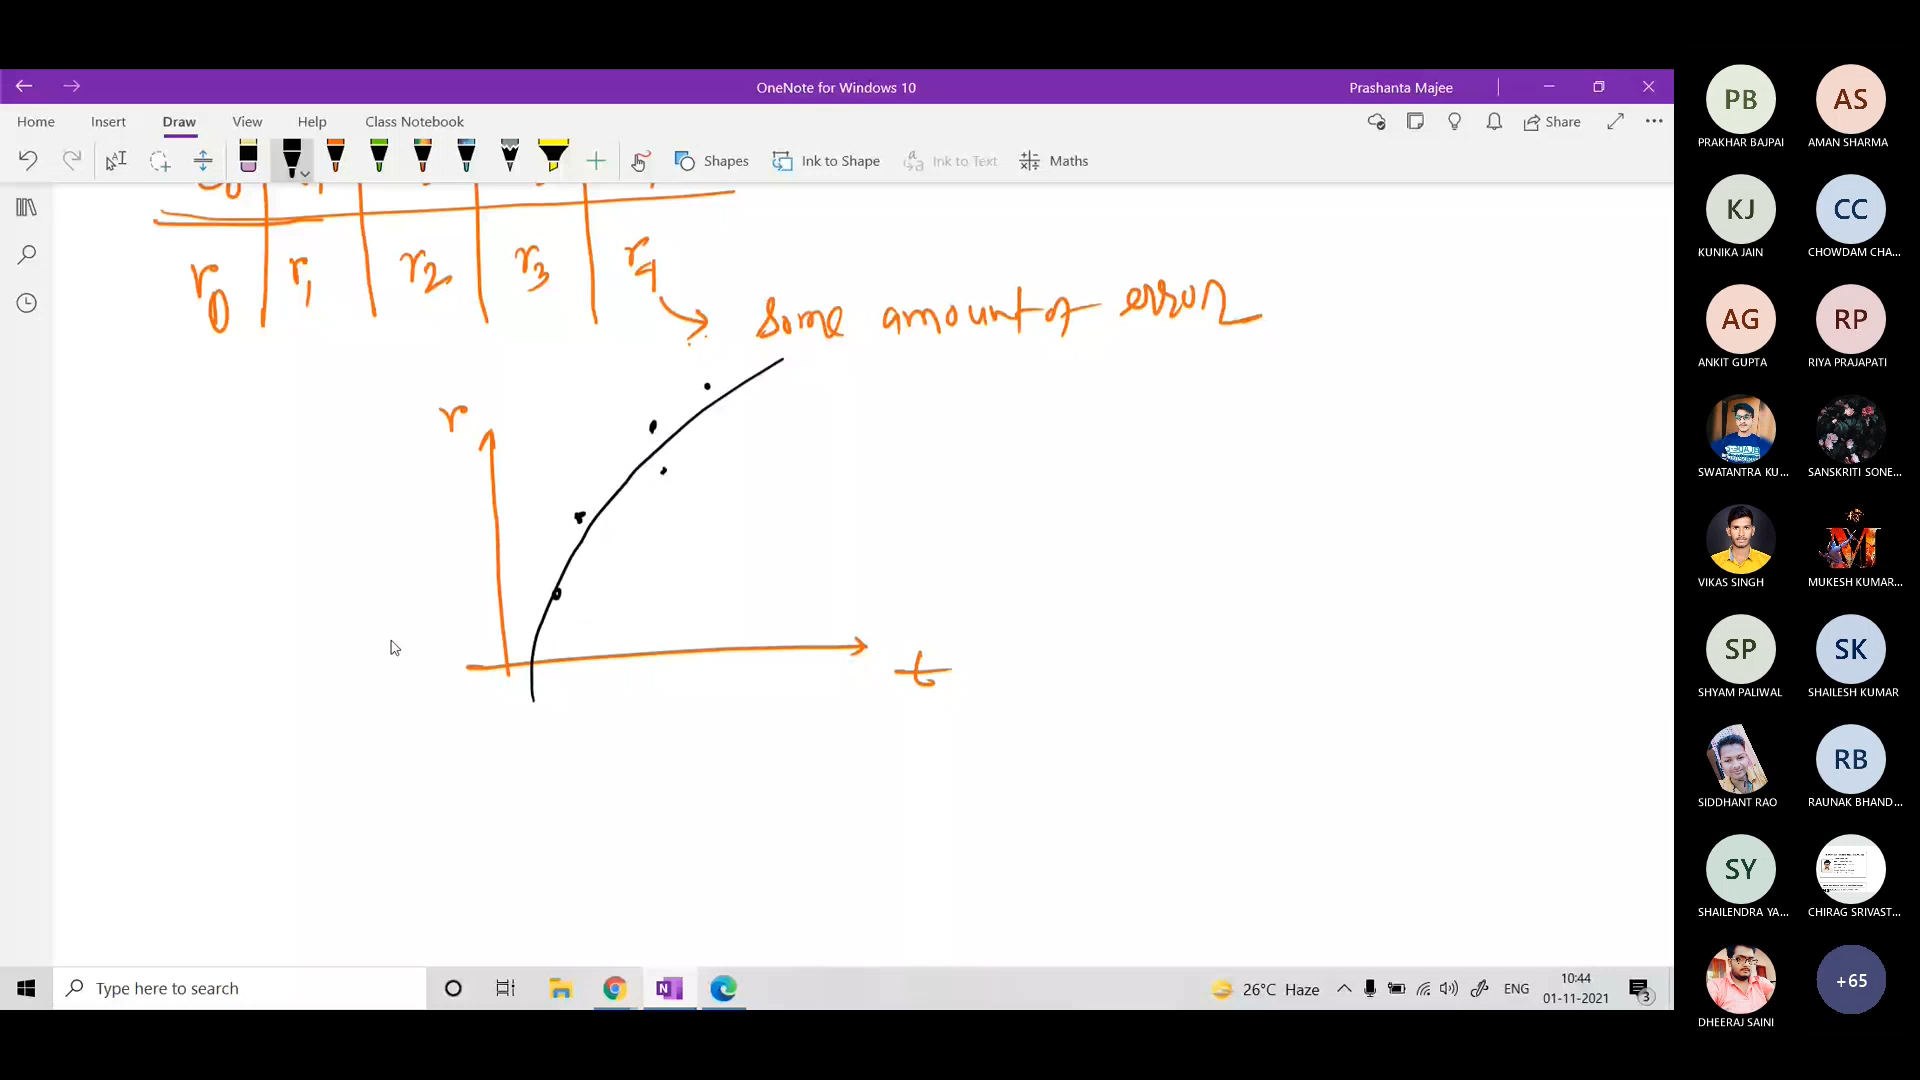 OneNote for Windows 10
Prashanta Majee
Home Insert Draw View Help Class Notebook
Share
Shapes Ink to Shape Ink to Text Maths
r0 r1 r2 r3 r4
Some amount of error
r
t
PB AS
PRAKHAR BAJPAI AMAN SHARMA
KJ CC
KUNIKA JAIN CHOWDAM CHA...
AG RP
ANKIT GUPTA RIYA PRAJAPATI
SWATANTRA KU... SANSKRITI SONE...
VIKAS SINGH MUKESH KUMAR...
SP SK
SHYAM PALIWAL SHAILESH KUMAR
RB
SIDDHANT RAO RAUNAK BHAND...
SY
SHAILENDRA YA... CHIRAG SRIVAST...
+65
DHEERAJ SAINI
Type here to search
26°C Haze
ENG
10:44
01-11-2021
3